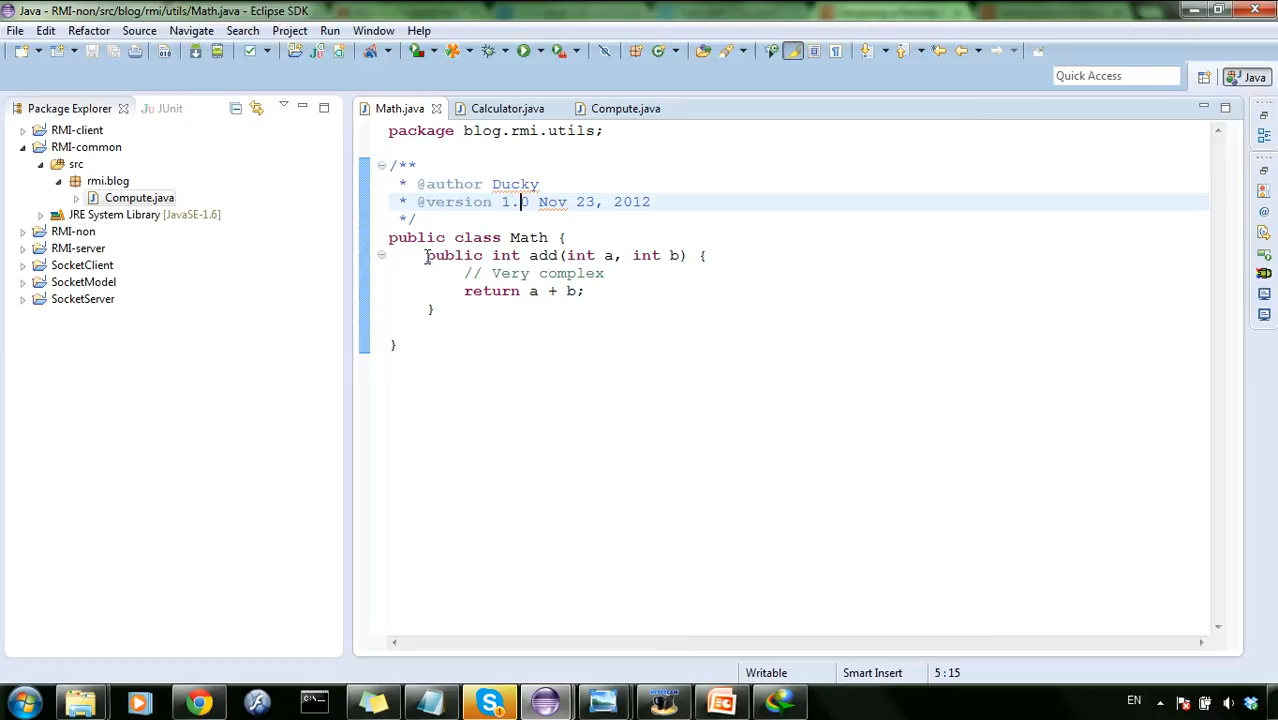 Java - RMI-non/src/blog/rmi/utils/Math.java - Eclipse SDK
File Edit Refactor Source Navigate Search Project Run Window Help
Quick Access
Java
Package Explorer
JUnit
RMI-client
RMI-common
src
rmi.blog
Compute.java
JRE System Library [JavaSE-1.6]
RMI-non
RMI-server
SocketClient
SocketModel
SocketServer
Math.java
Calculator.java
Compute.java
package blog.rmi.utils;
/**
* @author Ducky
* @version 1.0 Nov 23, 2012
*/
public class Math {
public int add(int a, int b) {
// Very complex
return a + b;
}
}
Writable
Smart Insert
5 : 15
EN